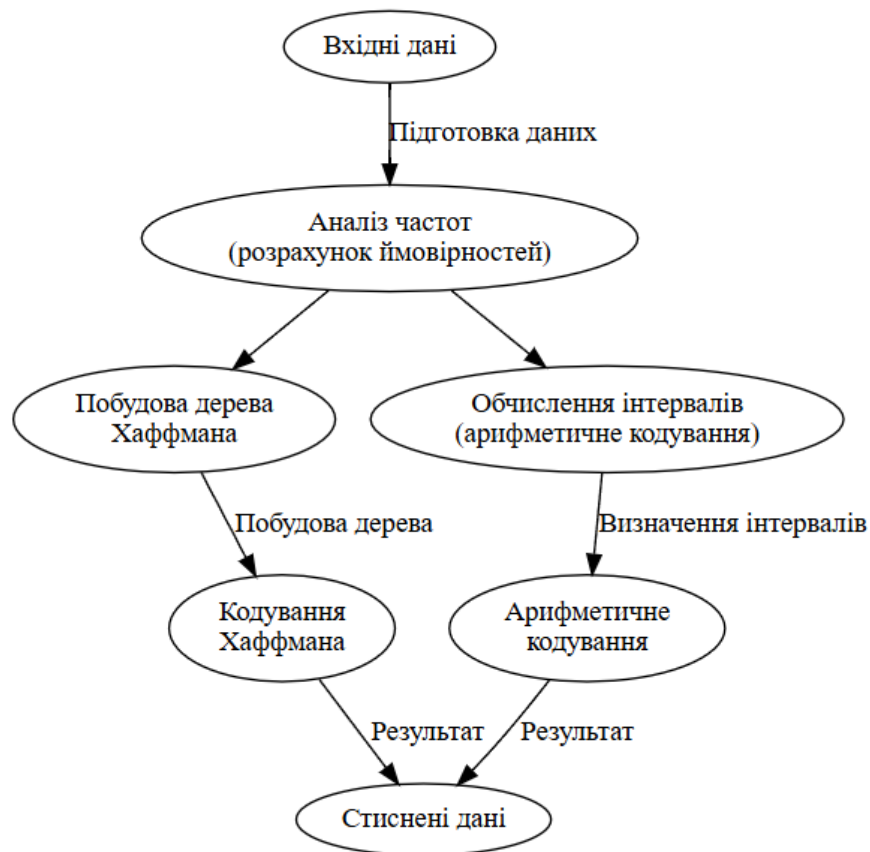 Вхідні дані
Підготовка даних
Аналіз частот
(розрахунок ймовірностей)
Побудова дерева
Хаффмана
Обчислення інтервалів
(арифметичне кодування)
Побудова дерева
Визначення інтервалів
Кодування
Хаффмана
Арифметичне
кодування
Результат
Результат
Стиснені дані